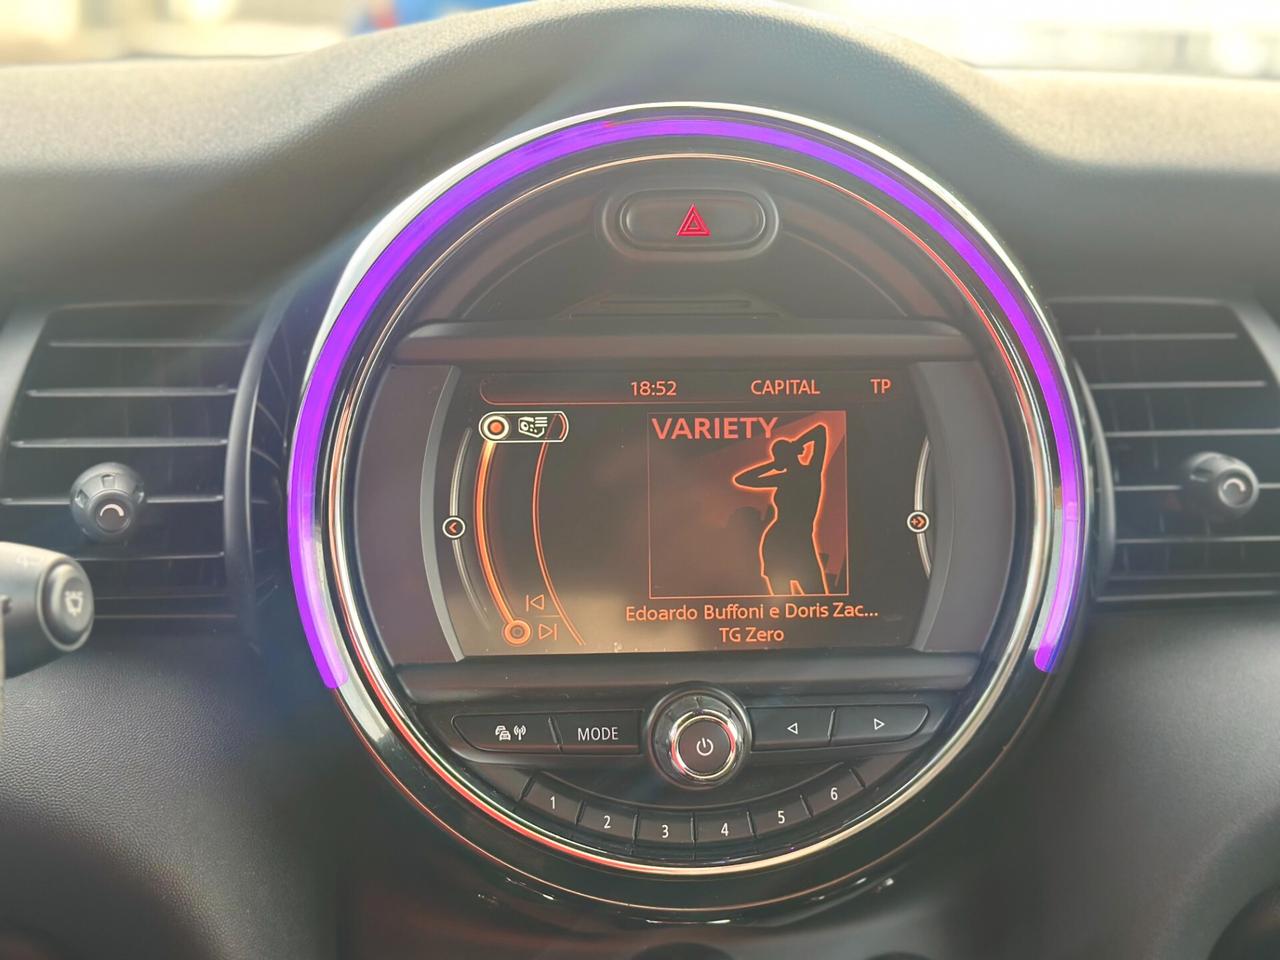 18:52 CAPITAL TP
VARIETY
Edoardo Buffoni e Doris Zac...
TG Zero
MODE
1 2 3 4 5 6